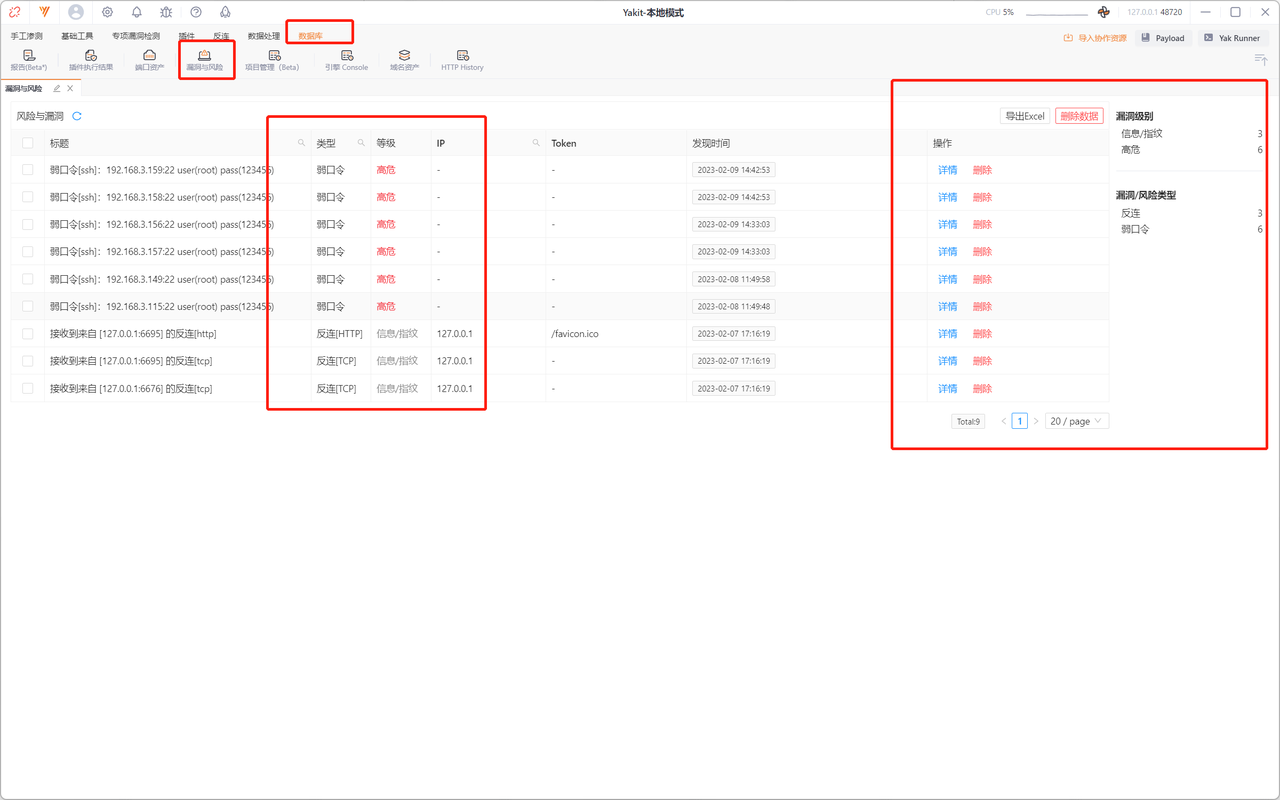 Yakit-本地模式
CPU 5%
127.0.0.1 48720
手工渗测 基础工具 专项漏洞检测 插件 反连 数据处理 数据库
导入协作资源 Payload Yak Runner
报告(Beta*) 插件执行结果 端口资产 漏洞与风险 项目管理（Beta） 引擎 Console 域名资产 HTTP History
漏洞与风险
风险与漏洞
导出Excel 删除数据
标题 类型 等级 IP Token 发现时间 操作
弱口令[ssh]：192.168.3.159:22 user(root) pass(123456) 弱口令 高危 - - 2023-02-09 14:42:53 详情 删除
弱口令[ssh]：192.168.3.158:22 user(root) pass(123456) 弱口令 高危 - - 2023-02-09 14:42:53 详情 删除
弱口令[ssh]：192.168.3.156:22 user(root) pass(123456) 弱口令 高危 - - 2023-02-09 14:33:03 详情 删除
弱口令[ssh]：192.168.3.157:22 user(root) pass(123456) 弱口令 高危 - - 2023-02-09 14:33:03 详情 删除
弱口令[ssh]：192.168.3.149:22 user(root) pass(123456) 弱口令 高危 - - 2023-02-08 11:49:58 详情 删除
弱口令[ssh]：192.168.3.115:22 user(root) pass(123456) 弱口令 高危 - - 2023-02-08 11:49:48 详情 删除
接收到来自 [127.0.0.1:6695] 的反连[http] 反连[HTTP] 信息/指纹 127.0.0.1 /favicon.ico 2023-02-07 17:16:19 详情 删除
接收到来自 [127.0.0.1:6695] 的反连[tcp] 反连[TCP] 信息/指纹 127.0.0.1 - 2023-02-07 17:16:19 详情 删除
接收到来自 [127.0.0.1:6676] 的反连[tcp] 反连[TCP] 信息/指纹 127.0.0.1 - 2023-02-07 17:16:19 详情 删除
Total:9 < 1 > 20 / page
漏洞级别
信息/指纹 3
高危 6
漏洞/风险类型
反连 3
弱口令 6